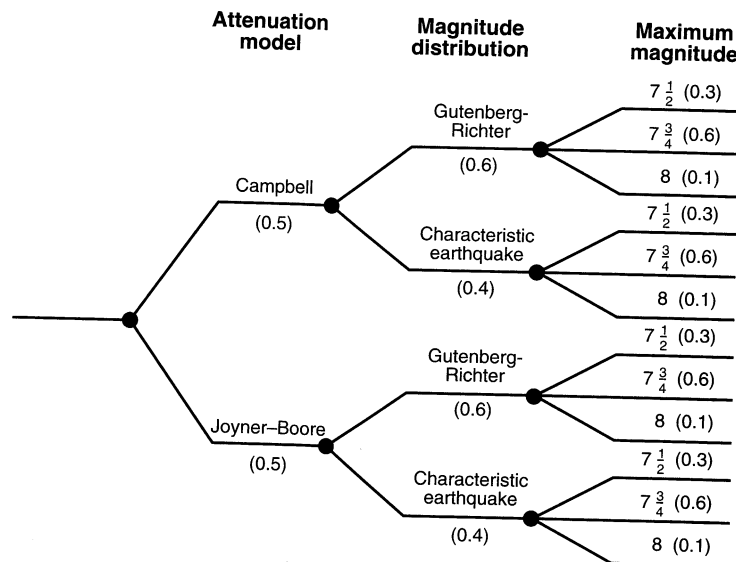 Attenuation
model
Magnitude
distribution
Maximum
magnitude
Campbell
(0.5)
Gutenberg-
Richter
(0.6)
7 1/2 (0.3)
7 3/4 (0.6)
8 (0.1)
Characteristic
earthquake
(0.4)
7 1/2 (0.3)
7 3/4 (0.6)
8 (0.1)
Joyner–Boore
(0.5)
Gutenberg-
Richter
(0.6)
7 1/2 (0.3)
7 3/4 (0.6)
8 (0.1)
Characteristic
earthquake
(0.4)
7 1/2 (0.3)
7 3/4 (0.6)
8 (0.1)